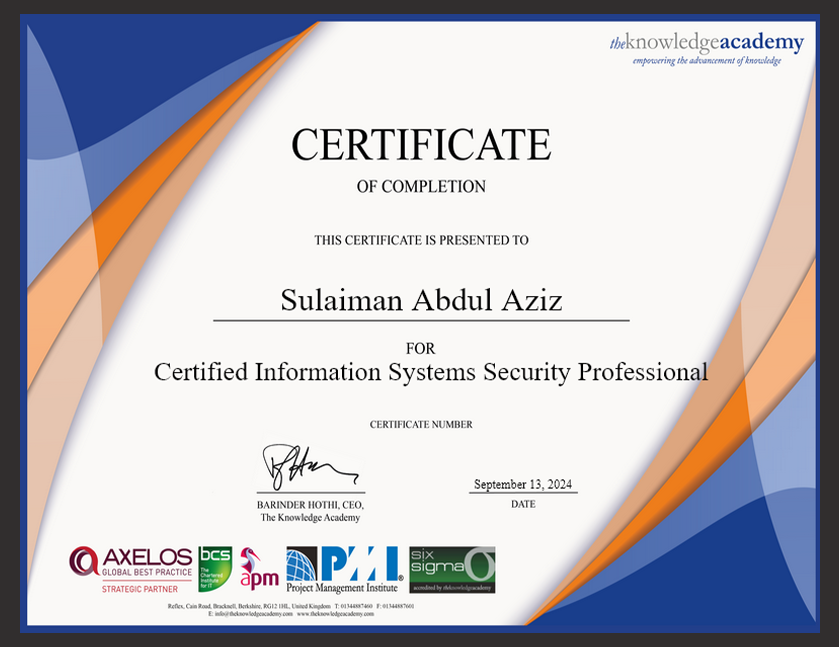 theknowledgeacademy
empowering the advancement of knowledge
CERTIFICATE
OF COMPLETION
THIS CERTIFICATE IS PRESENTED TO
Sulaiman Abdul Aziz
FOR
Certified Information Systems Security Professional
CERTIFICATE NUMBER
September 13, 2024
BARINDER HOTHI, CEO,
The Knowledge Academy
DATE
AXELOS
GLOBAL BEST PRACTICE
STRATEGIC PARTNER
bcs
The
Chartered
Institute
for IT
apm
PMI®
Project Management Institute
six
sigma
accredited by theknowledgeacademy
Reflex, Cain Road, Bracknell, Berkshire, RG12 1HL, United Kingdom T: 01344887460 F: 01344887601
E: info@theknowledgeacademy.com www.theknowledgeacademy.com